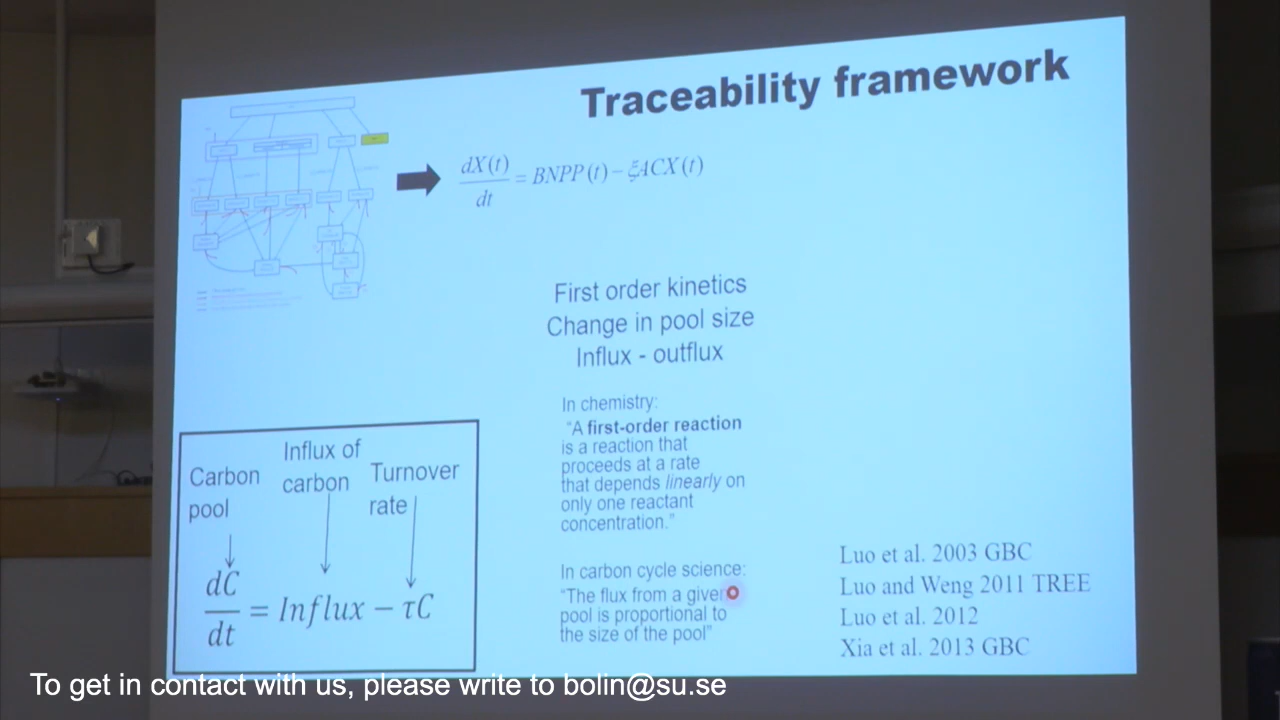 Traceability framework
dX(t)/dt = BNPP(t) − ξACX(t)
First order kinetics
Change in pool size
Influx - outflux
In chemistry:
“A first-order reaction
is a reaction that
proceeds at a rate
that depends linearly on
only one reactant
concentration.”
In carbon cycle science:
“The flux from a given
pool is proportional to
the size of the pool”
Carbon
pool
Influx of
carbon
Turnover
rate
dC/dt = Influx − τC
Luo et al. 2003 GBC
Luo and Weng 2011 TREE
Luo et al. 2012
Xia et al. 2013 GBC
To get in contact with us, please write to bolin@su.se